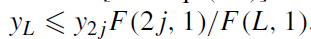 y_L ⩽ y_{2j}F(2j, 1)/F(L, 1).